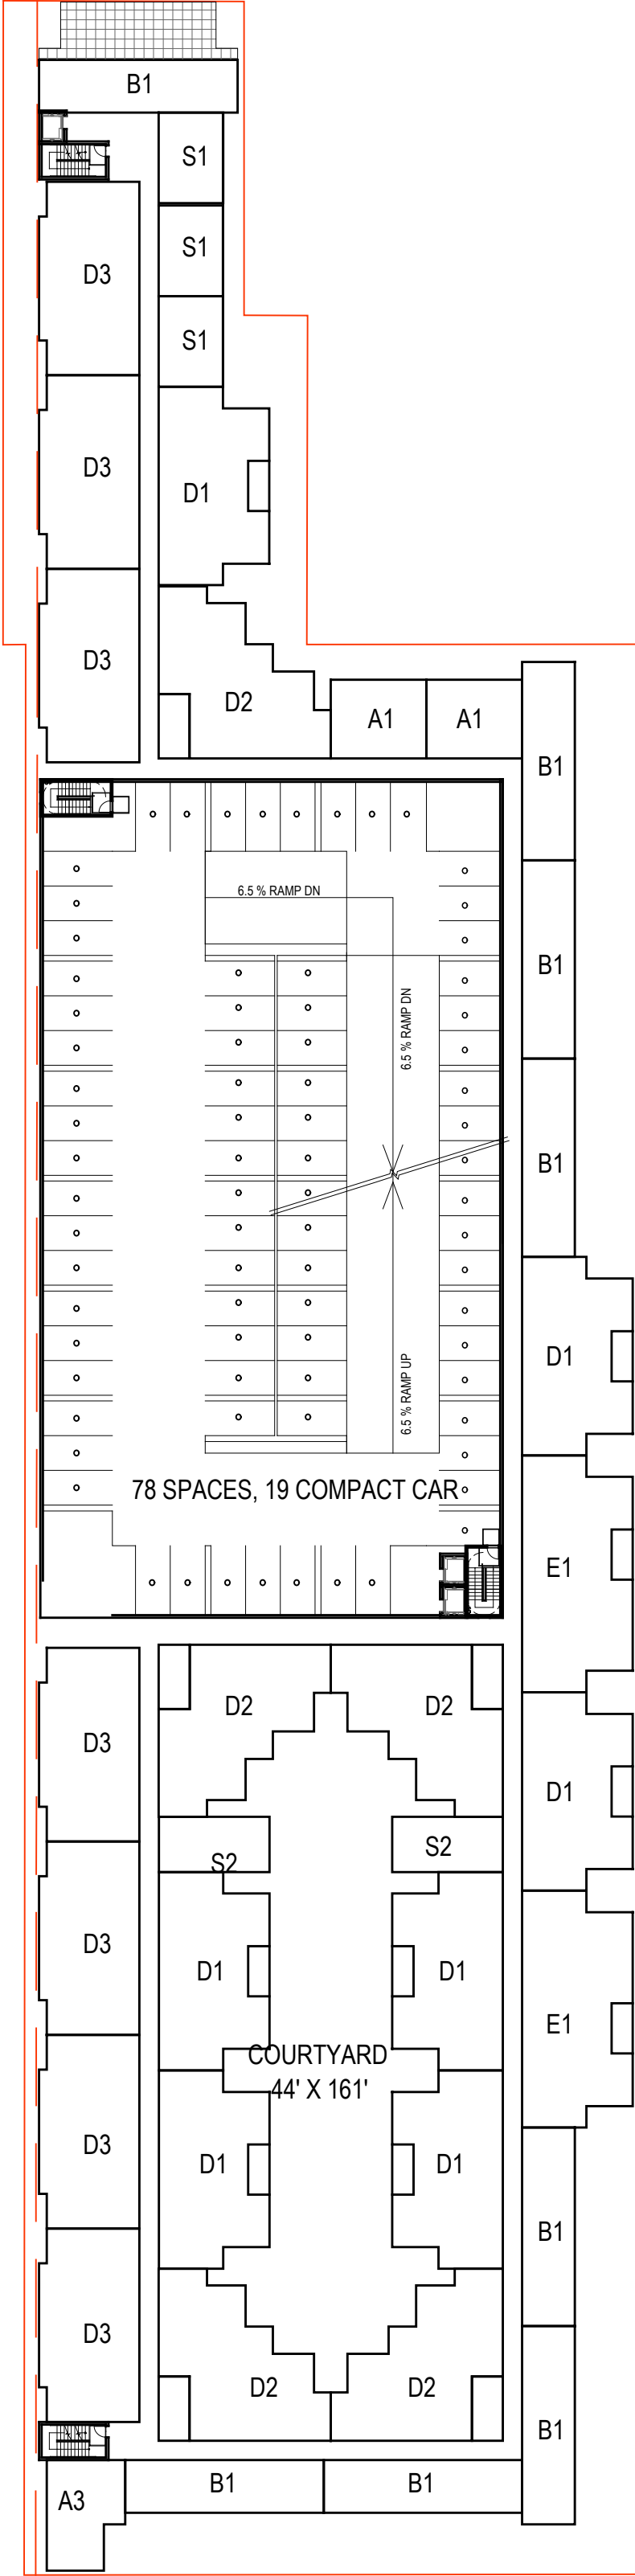 B1
S1
S1
D3
S1
D3
D1
D3
D2
A1
A1
B1
6.5 % RAMP DN
B1
6.5 % RAMP DN
B1
D1
6.5 % RAMP UP
78 SPACES, 19 COMPACT CAR
E1
D2
D2
D3
D1
S2
S2
D3
D1
D1
E1
COURTYARD
44' X 161'
D3
D1
D1
B1
D3
D2
D2
B1
B1
B1
A3